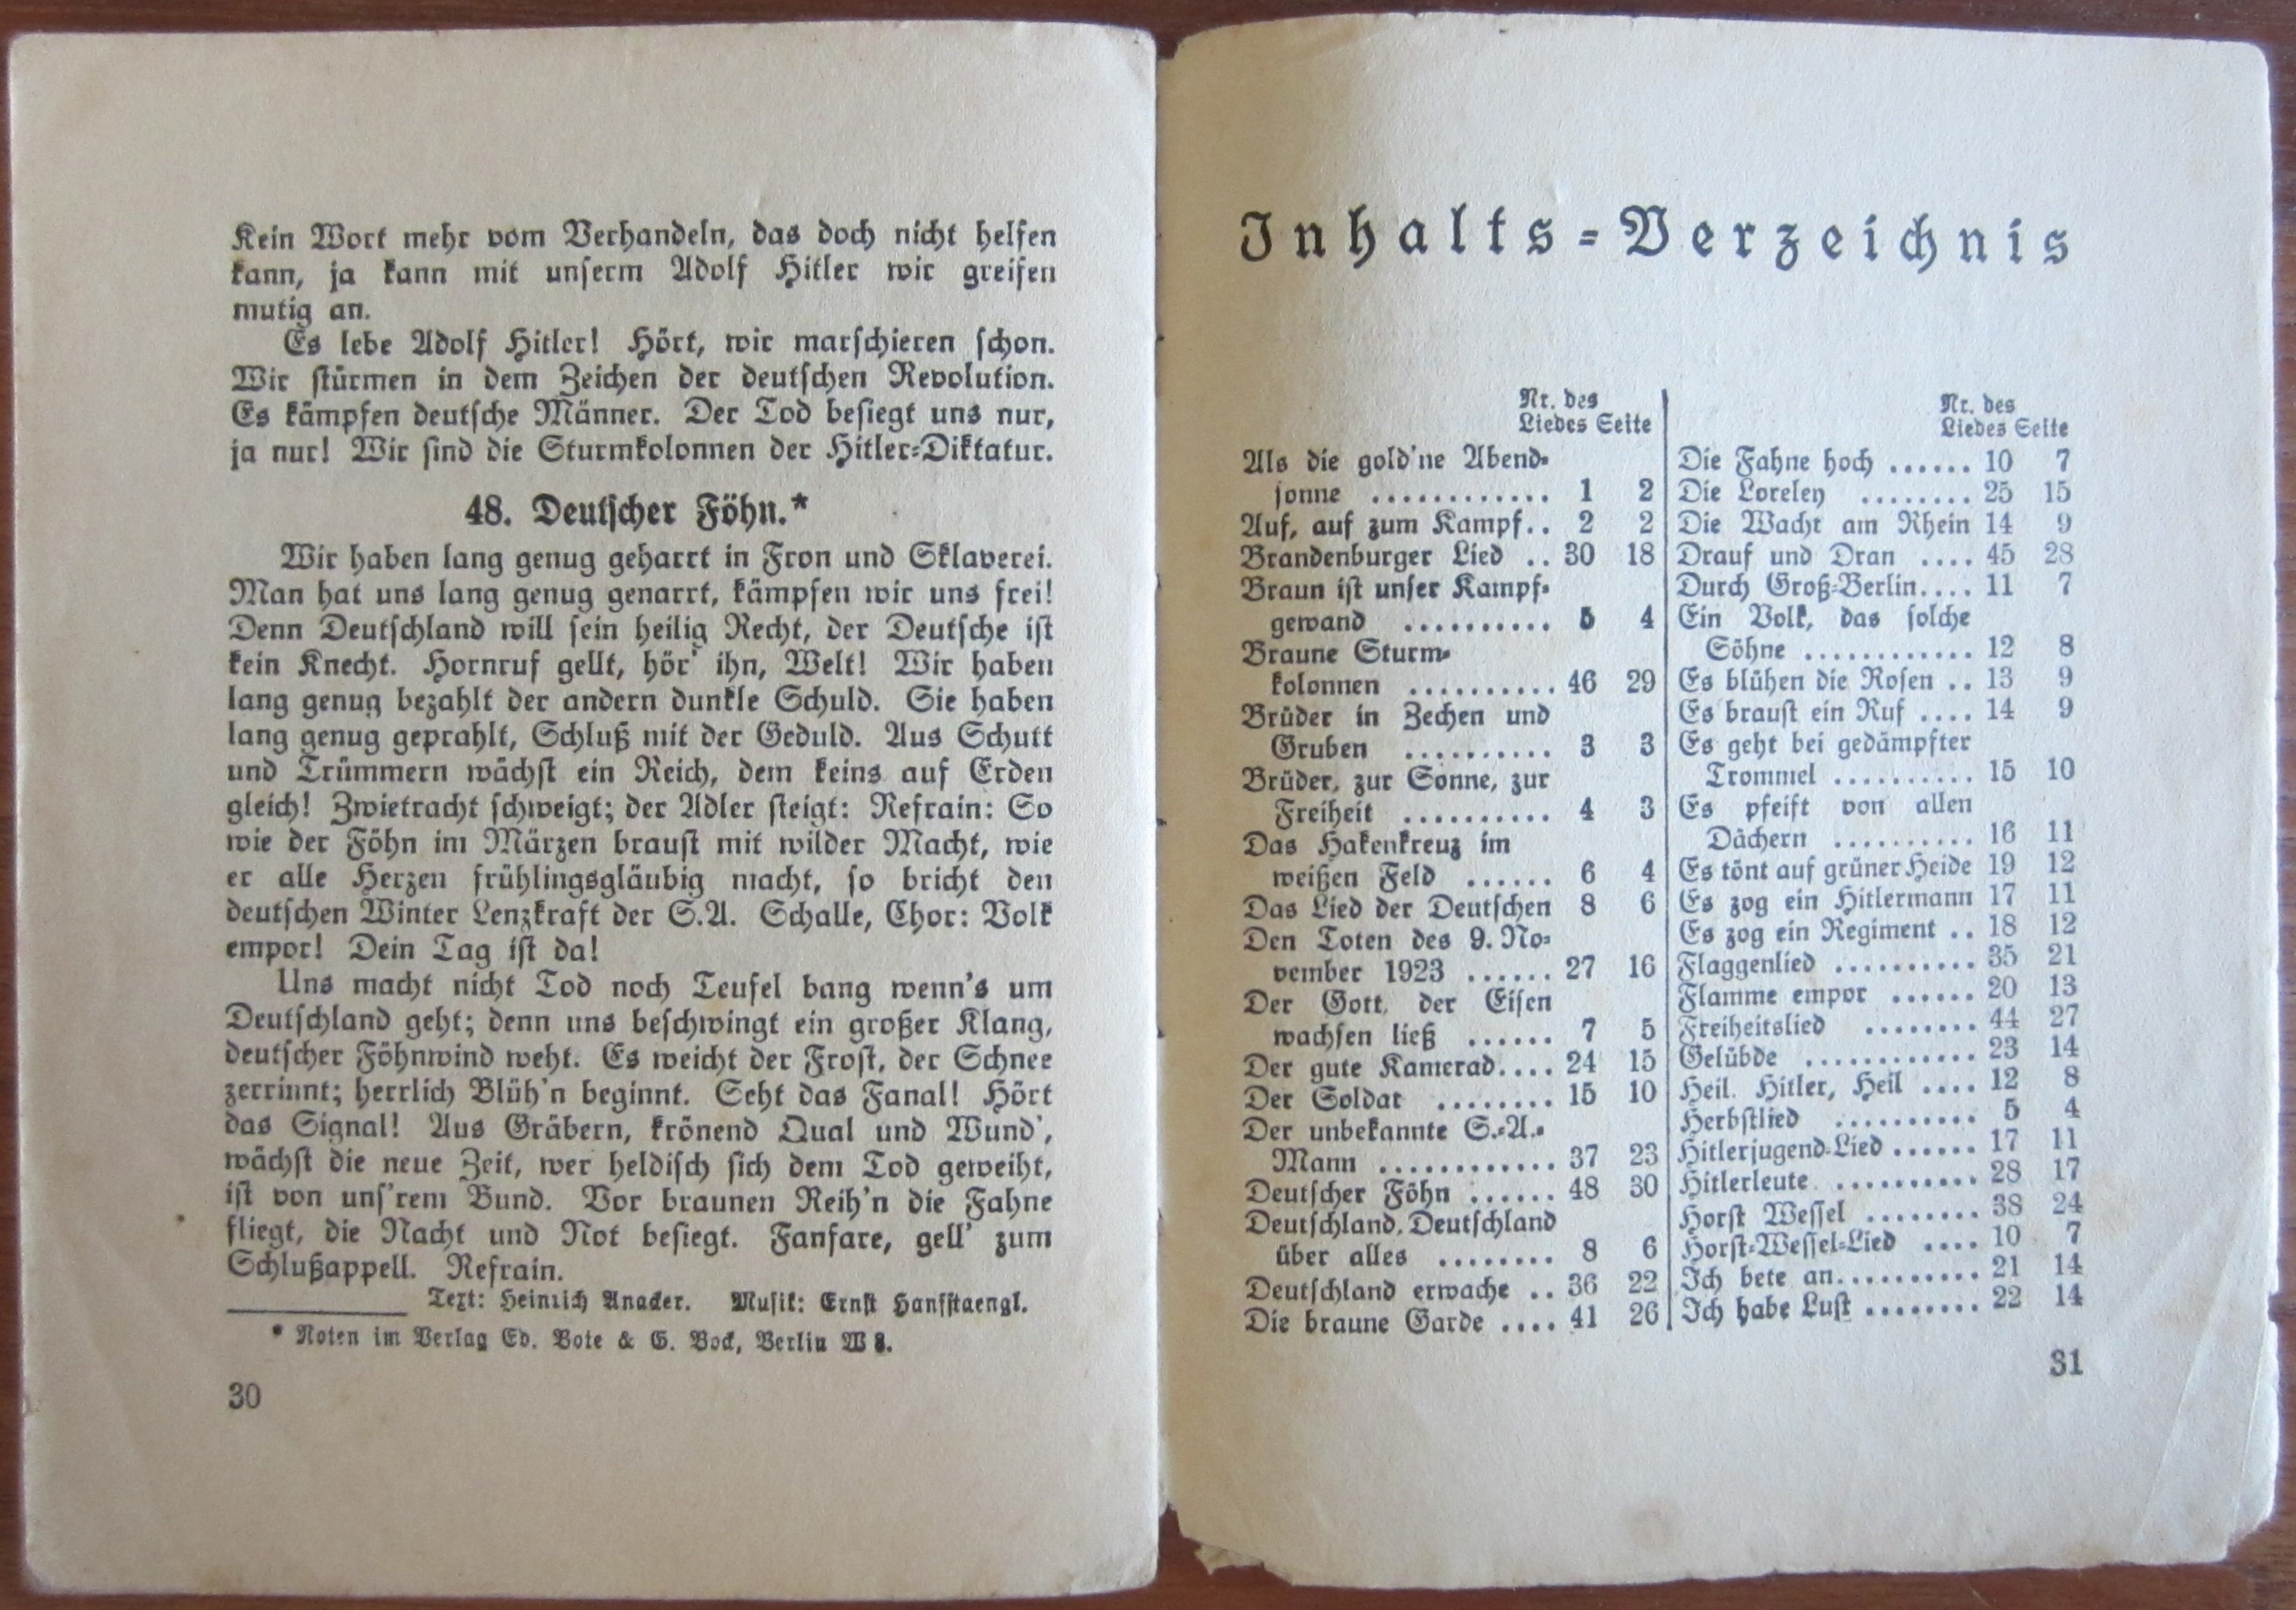 Kein Wort mehr vom Verhandeln, das doch nicht helfen
kann, ja kann mit unserm Adolf Hitler wir greifen
mutig an.
Es lebe Adolf Hitler! Hört, wir marschieren schon.
Wir stürmen in dem Zeichen der deutschen Revolution.
Es kämpfen deutsche Männer. Der Tod besiegt uns nur,
ja nur! Wir sind die Sturmkolonnen der Hitler-Diktatur.
48. Deutscher Föhn.*
Wir haben lang genug geharrt in Fron und Sklaverei.
Man hat uns lang genug genarrt, kämpfen wir uns frei!
Denn Deutschland will sein heilig Recht, der Deutsche ist
kein Knecht. Hornruf gellt, hör' ihn, Welt! Wir haben
lang genug bezahlt der andern dunkle Schuld. Sie haben
lang genug geprahlt, Schluß mit der Geduld. Aus Schutt
und Trümmern wächst ein Reich, dem keins auf Erden
gleich! Zwietracht schweigt; der Adler steigt: Refrain: So
wie der Föhn im Märzen braust mit wilder Macht, wie
er alle Herzen frühlingsgläubig macht, so bricht den
deutschen Winter Lenzkraft der S.A. Schalle, Chor: Volk
empor! Dein Tag ist da!
Uns macht nicht Tod noch Teufel bang wenn's um
Deutschland geht; denn uns beschwingt ein großer Klang,
deutscher Föhnwind weht. Es weicht der Frost, der Schnee
zerrinnt; herrlich Blüh'n beginnt. Seht das Fanal! Hört
das Signal! Aus Gräbern, krönend Qual und Wund',
wächst die neue Zeit, wer heldisch sich dem Tod geweiht,
ist von uns'rem Bund. Vor braunen Reih'n die Fahne
fliegt, die Nacht und Not besiegt. Fanfare, gell' zum
Schlußappell. Refrain.
Text: Heinrich Anacker. Musik: Ernst Hanfstaengl.
* Noten im Verlag Ed. Bote & G. Bock, Berlin W 8.
30
Inhalts-Verzeichnis
Nr. des
Liedes Seite
Als die gold'ne Abend-
sonne ............ 1 2
Auf, auf zum Kampf.. 2 2
Brandenburger Lied .. 30 18
Braun ist unser Kampf-
gewand .......... 5 4
Braune Sturm-
kolonnen .......... 46 29
Brüder in Zechen und
Gruben .......... 3 3
Brüder, zur Sonne, zur
Freiheit .......... 4 3
Das Hakenkreuz im
weißen Feld ...... 6 4
Das Lied der Deutschen 8 6
Den Toten des 9. No-
vember 1923 ...... 27 16
Der Gott, der Eisen
wachsen ließ ...... 7 5
Der gute Kamerad.... 24 15
Der Soldat ........ 15 10
Der unbekannte S.-A.-
Mann ............ 37 23
Deutscher Föhn ...... 48 30
Deutschland, Deutschland
über alles ........ 8 6
Deutschland erwache .. 36 22
Die braune Garde .... 41 26
Nr. des
Liedes Seite
Die Fahne hoch ...... 10 7
Die Loreley ........ 25 15
Die Wacht am Rhein 14 9
Drauf und Dran .... 45 28
Durch Groß-Berlin.... 11 7
Ein Volk, das solche
Söhne ............ 12 8
Es blühen die Rosen .. 13 9
Es braust ein Ruf .... 14 9
Es geht bei gedämpfter
Trommel .......... 15 10
Es pfeift von allen
Dächern .......... 16 11
Es tönt auf grüner Heide 19 12
Es zog ein Hitlermann 17 11
Es zog ein Regiment .. 18 12
Flaggenlied .......... 35 21
Flamme empor ...... 20 13
Freiheitslied ........ 44 27
Gelübde ............ 23 14
Heil, Hitler, Heil .... 12 8
Herbstlied .......... 5 4
Hitlerjugend-Lied ...... 17 11
Hitlerleute .......... 28 17
Horst Wessel ........ 38 24
Horst-Wessel-Lied .... 10 7
Ich bete an.......... 21 14
Ich habe Lust ........ 22 14
31